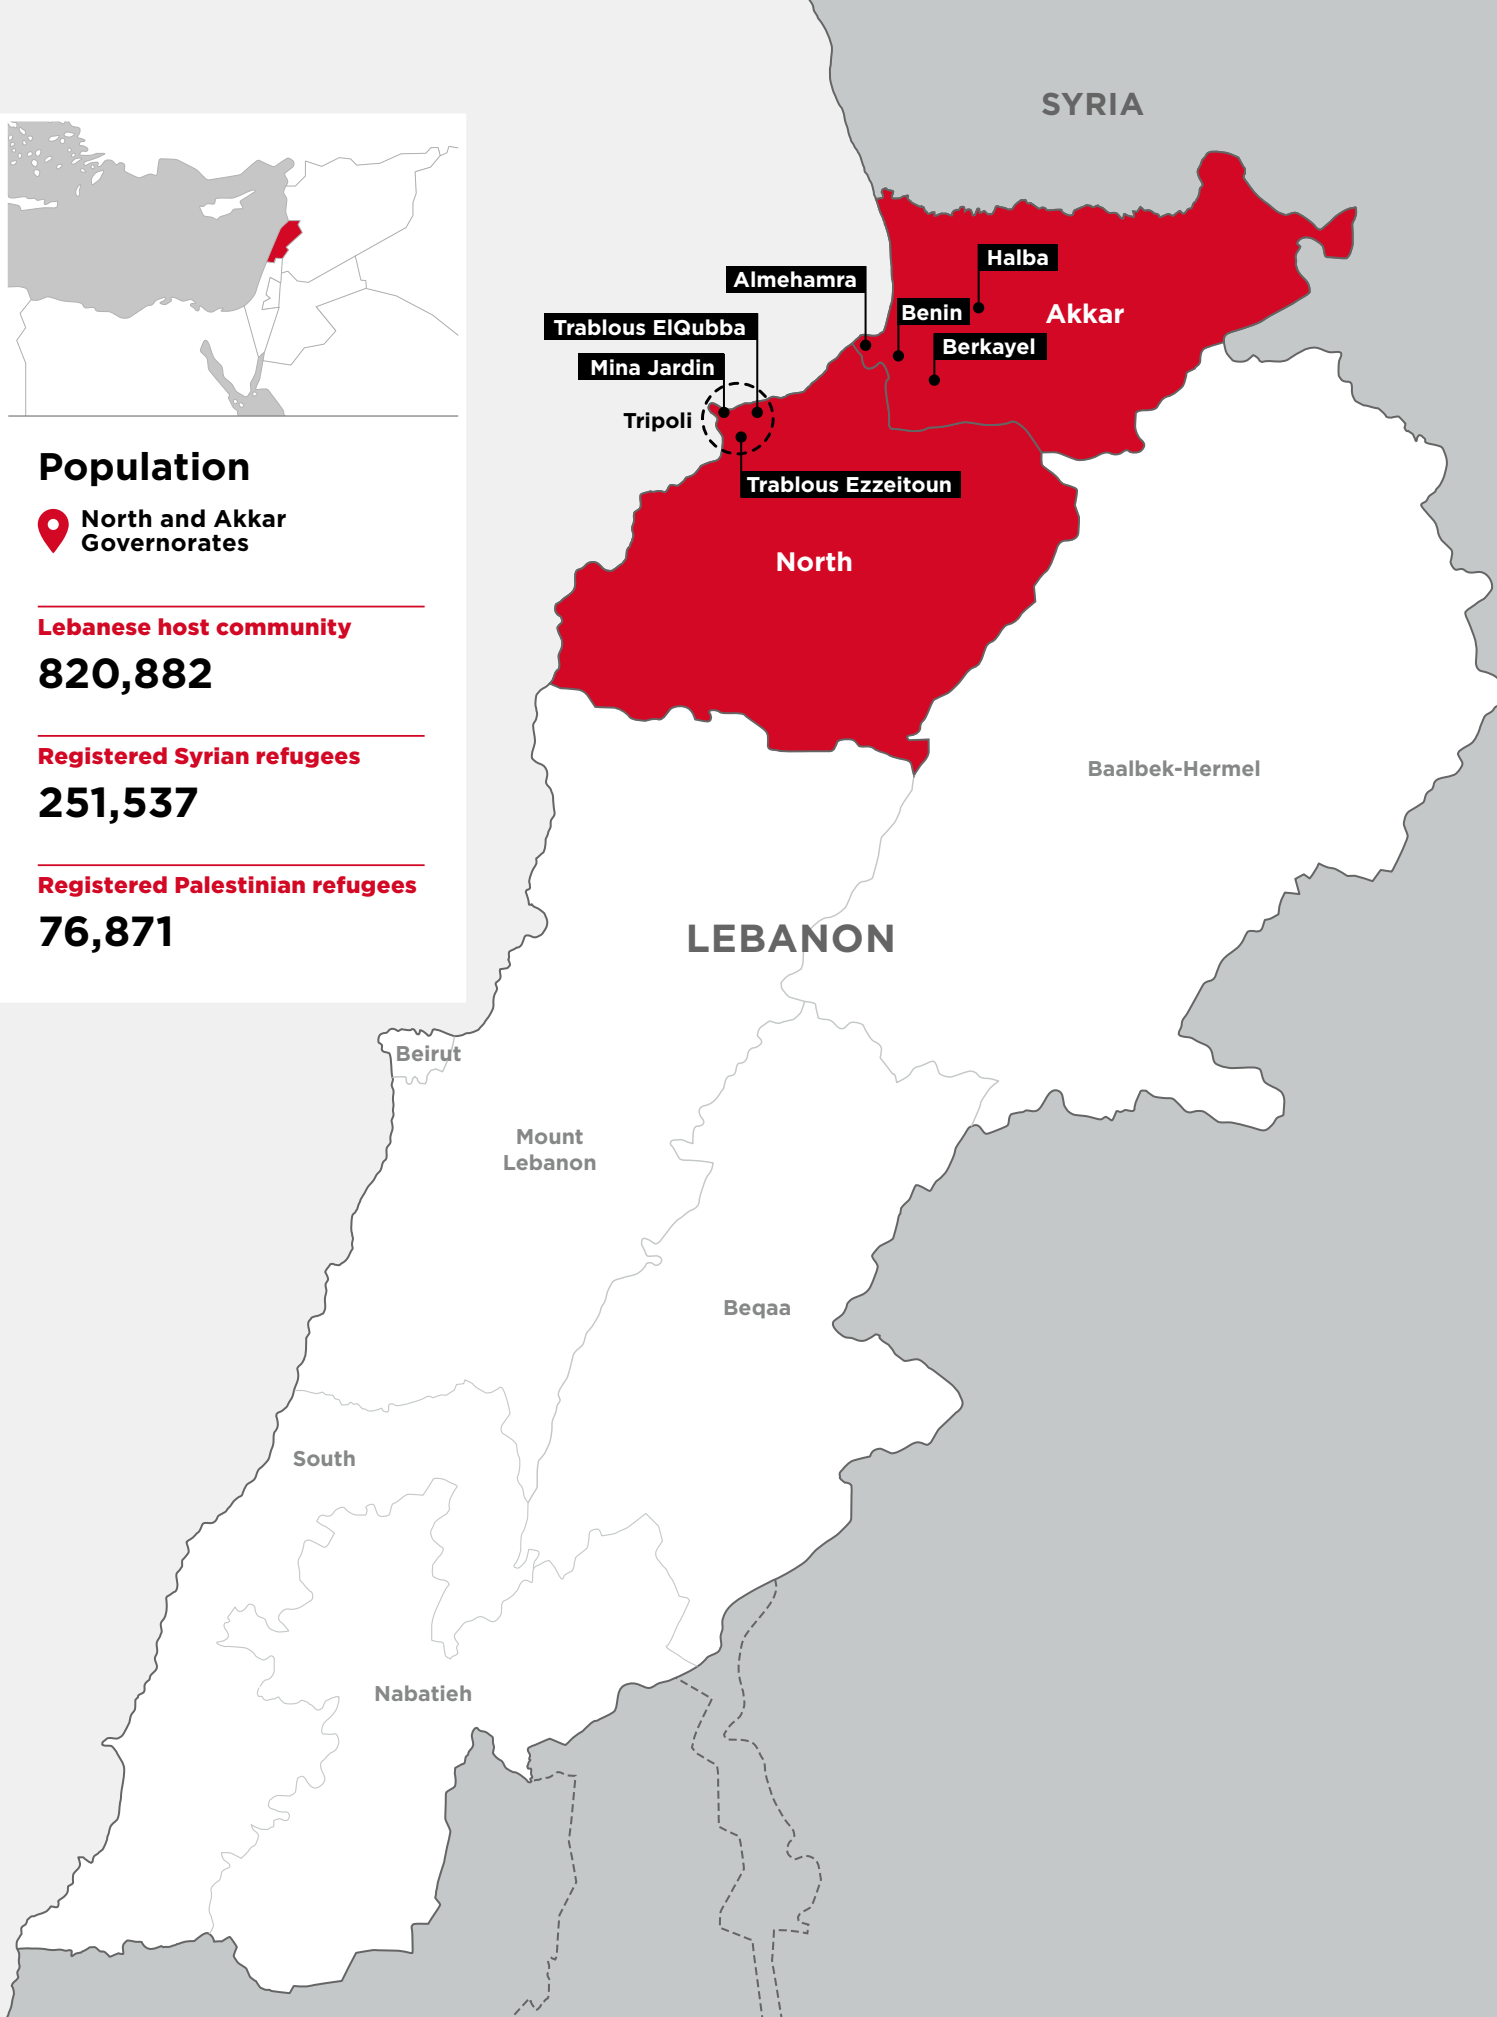 SYRIA
Halba
Almehamra
Benin
Akkar
Trablous ElQubba
Berkayel
Mina Jardin
Tripoli
Trablous Ezzeitoun
North
Population
North and Akkar
Governorates
Lebanese host community
820,882
Registered Syrian refugees
251,537
Registered Palestinian refugees
76,871
Baalbek-Hermel
LEBANON
Beirut
Mount
Lebanon
Beqaa
South
Nabatieh